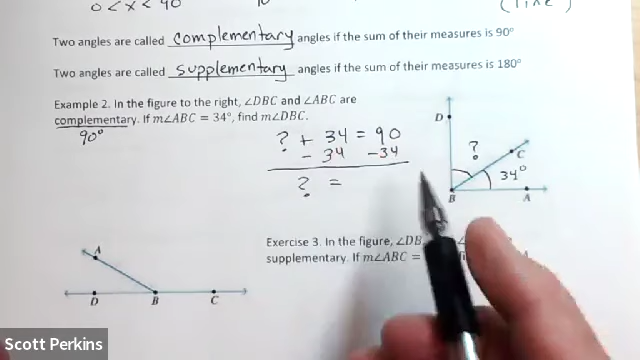 0 < x < 90
(line)
Two angles are called complementary angles if the sum of their measures is 90°
Two angles are called supplementary angles if the sum of their measures is 180°
Example 2. In the figure to the right, ∠DBC and ∠ABC are
complementary. If m∠ABC = 34°, find m∠DBC.
90°
? + 34 = 90
- 34 -34
? =
D
?
C
34°
B
A
Exercise 3. In the figure, ∠DB
supplementary. If m∠ABC =
A
D
B
C
Scott Perkins